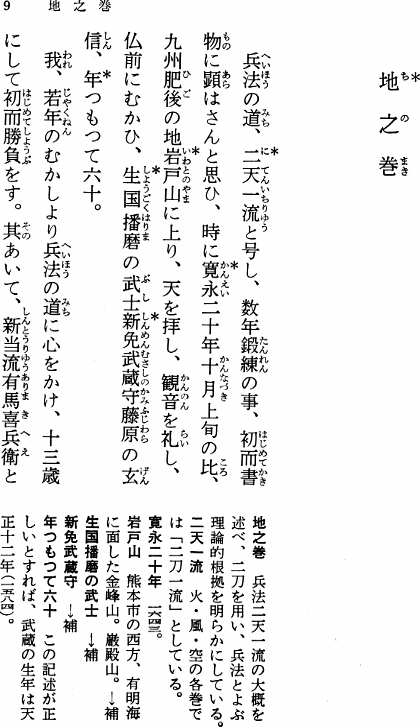 9　地之巻
地之巻
兵法の道、二天一流と号し、数年鍛練の事、初而書
物に顕はさんと思ひ、時に寛永二十年十月上旬の比、
九州肥後の地岩戸山に上り、天を拝し、観音を礼し、
仏前にむかひ、生国播磨の武士新免武蔵守藤原の玄
信、年つもつて六十。
我、若年のむかしより兵法の道に心をかけ、十三歳
にして初而勝負をす。其あいて、新当流有馬喜兵衛と
地之巻　兵法二天一流の大概を
述べ、二刀を用い、兵法とよぶ
理論的根拠を明らかにしている。
二天一流　火・風・空の各巻で
は「二刀一流」としている。
寛永二十年　一六四三。
岩戸山　熊本市の西方、有明海
に面した金峰山。巌殿山。→補
生国播磨の武士　→補
新免武蔵守　→補
年つもつて六十　この記述が正
しいとすれば、武蔵の生年は天
正十二年（一五八四）。